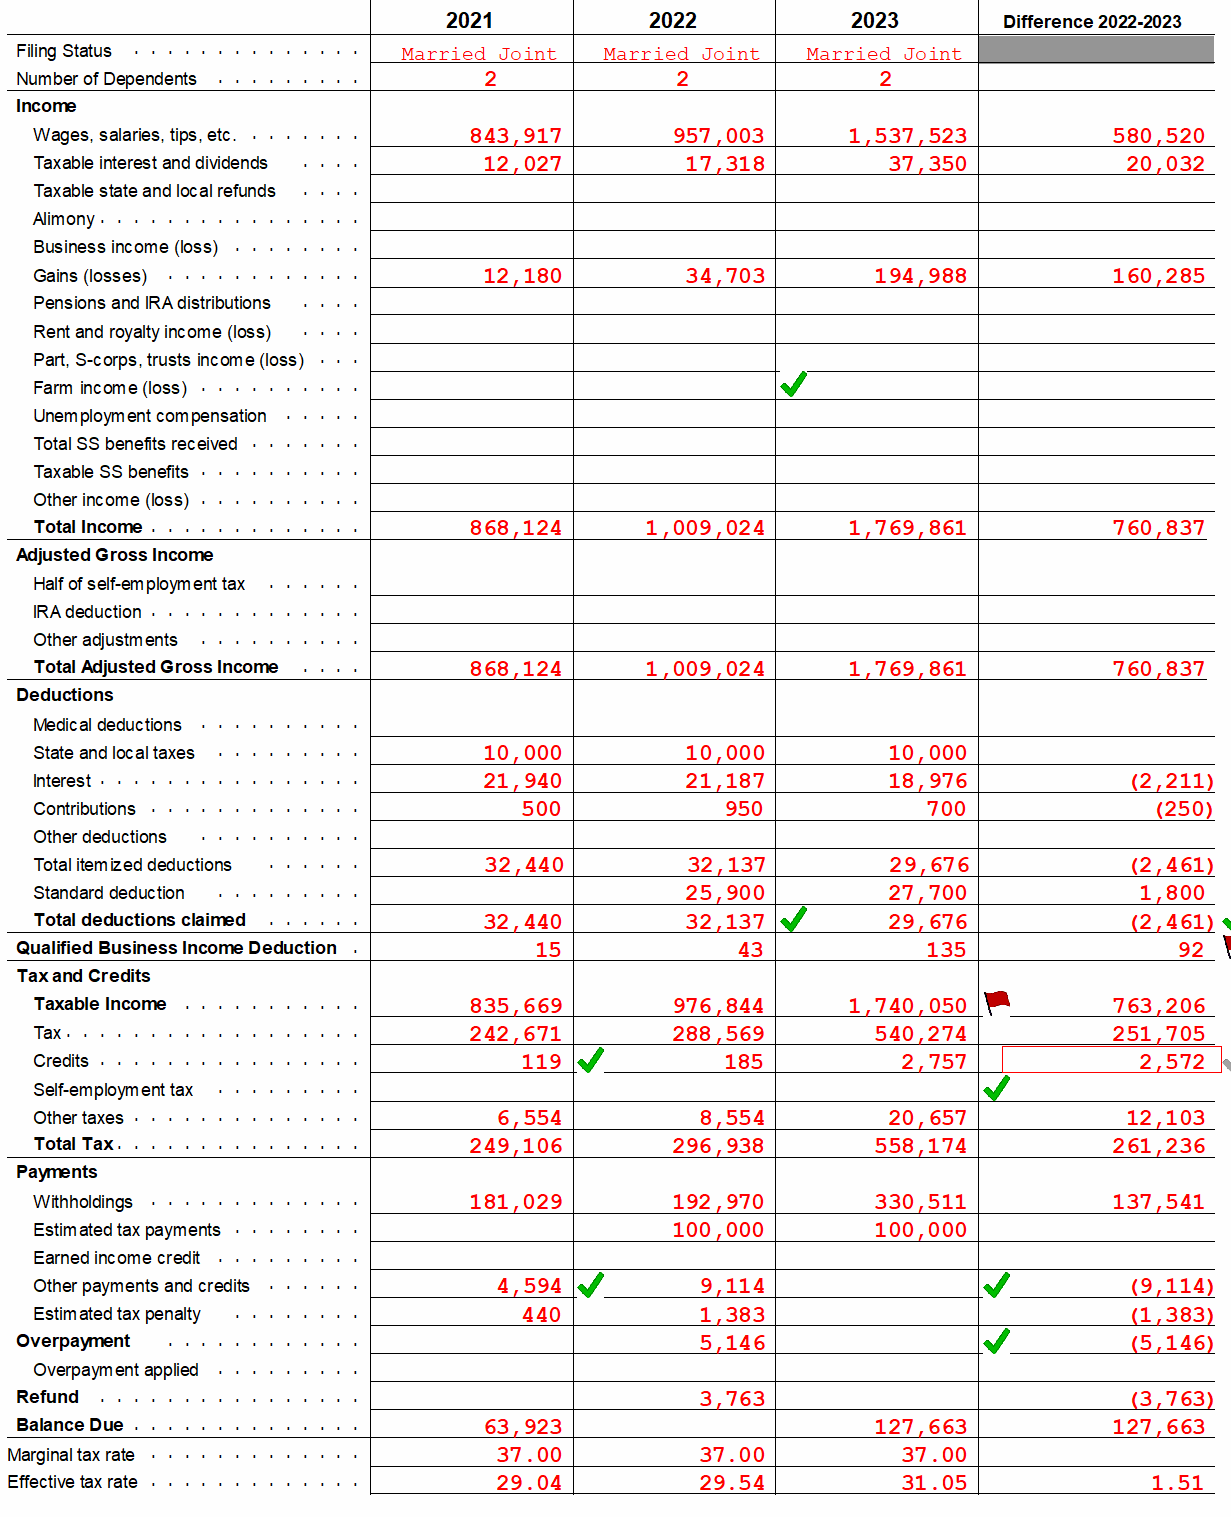 2021 2022 2023 Difference 2022-2023
Filing Status Married Joint Married Joint Married Joint
Number of Dependents 2 2 2
Income
Wages, salaries, tips, etc. 843,917 957,003 1,537,523 580,520
Taxable interest and dividends 12,027 17,318 37,350 20,032
Taxable state and local refunds
Alimony
Business income (loss)
Gains (losses) 12,180 34,703 194,988 160,285
Pensions and IRA distributions
Rent and royalty income (loss)
Part, S-corps, trusts income (loss)
Farm income (loss)
Unemployment compensation
Total SS benefits received
Taxable SS benefits
Other income (loss)
Total Income 868,124 1,009,024 1,769,861 760,837
Adjusted Gross Income
Half of self-employment tax
IRA deduction
Other adjustments
Total Adjusted Gross Income 868,124 1,009,024 1,769,861 760,837
Deductions
Medical deductions
State and local taxes 10,000 10,000 10,000
Interest 21,940 21,187 18,976 (2,211)
Contributions 500 950 700 (250)
Other deductions
Total itemized deductions 32,440 32,137 29,676 (2,461)
Standard deduction 25,900 27,700 1,800
Total deductions claimed 32,440 32,137 29,676 (2,461)
Qualified Business Income Deduction 15 43 135 92
Tax and Credits
Taxable Income 835,669 976,844 1,740,050 763,206
Tax 242,671 288,569 540,274 251,705
Credits 119 185 2,757 2,572
Self-employment tax
Other taxes 6,554 8,554 20,657 12,103
Total Tax 249,106 296,938 558,174 261,236
Payments
Withholdings 181,029 192,970 330,511 137,541
Estimated tax payments 100,000 100,000
Earned income credit
Other payments and credits 4,594 9,114 (9,114)
Estimated tax penalty 440 1,383 (1,383)
Overpayment 5,146 (5,146)
Overpayment applied
Refund 3,763 (3,763)
Balance Due 63,923 127,663 127,663
Marginal tax rate 37.00 37.00 37.00
Effective tax rate 29.04 29.54 31.05 1.51